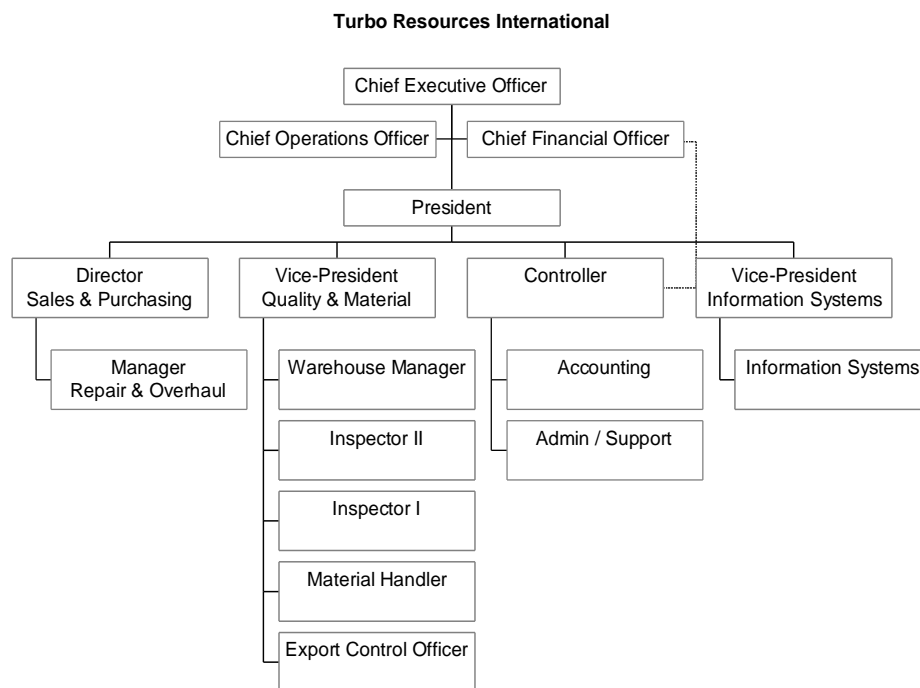 Turbo Resources International
Chief Executive Officer
Chief Operations Officer
Chief Financial Officer
President
Director
Sales & Purchasing
Vice-President
Quality & Material
Controller
Vice-President
Information Systems
Manager
Repair & Overhaul
Warehouse Manager
Accounting
Information Systems
Inspector II
Admin / Support
Inspector I
Material Handler
Export Control Officer